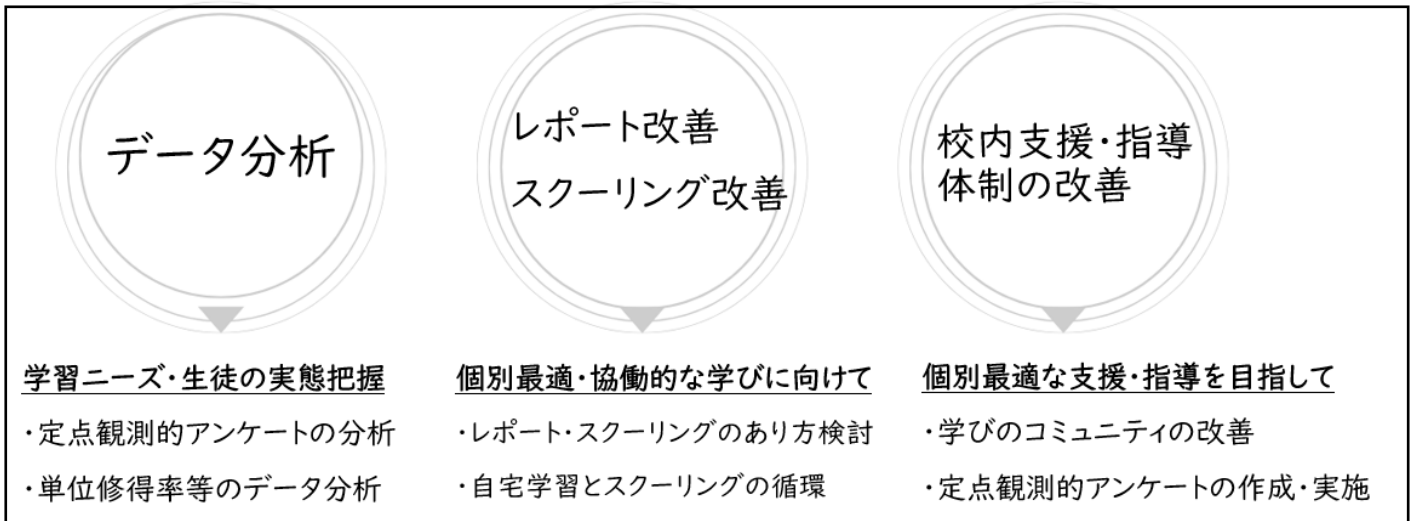 データ分析
レポート改善
スクーリング改善
校内支援・指導
体制の改善
学習ニーズ・生徒の実態把握
・定点観測的アンケートの分析
・単位修得率等のデータ分析
個別最適・協働的な学びに向けて
・レポート・スクーリングのあり方検討
・自宅学習とスクーリングの循環
個別最適な支援・指導を目指して
・学びのコミュニティの改善
・定点観測的アンケートの作成・実施